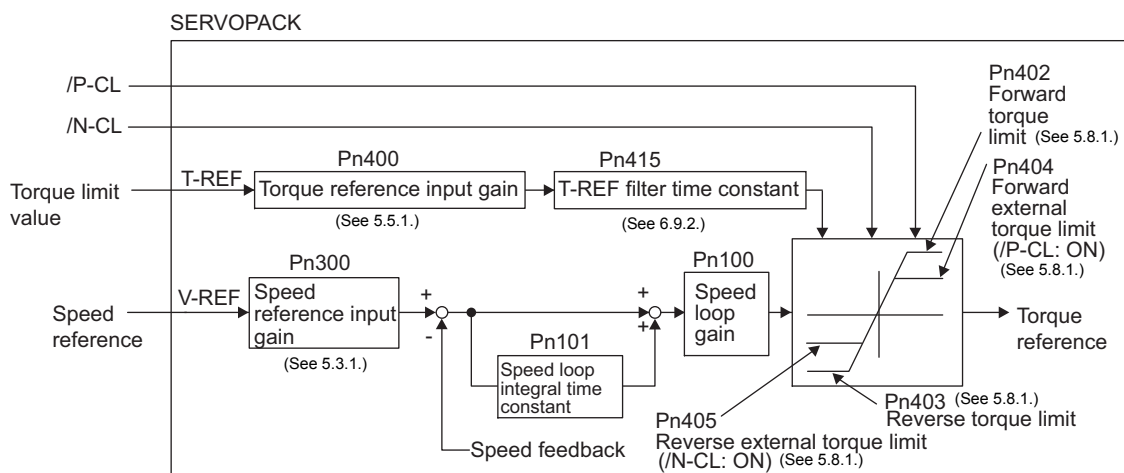 SERVOPACK
/P-CL
/N-CL
Torque limit
value
T-REF
Pn400
Torque reference input gain
(See 5.5.1.)
Pn415
T-REF filter time constant
(See 6.9.2.)
Pn402
Forward
torque
limit (See 5.8.1.)
Pn404
Forward
external
torque limit
(/P-CL: ON)
(See 5.8.1.)
Speed
reference
V-REF
Pn300
Speed
reference input
gain
(See 5.3.1.)
+
-
Pn101
Speed loop
integral time
constant
+
+
Pn100
Speed
loop
gain
Torque
reference
Speed feedback
Pn403 (See 5.8.1.)
Reverse torque limit
Pn405
Reverse external torque limit
(/N-CL: ON) (See 5.8.1.)